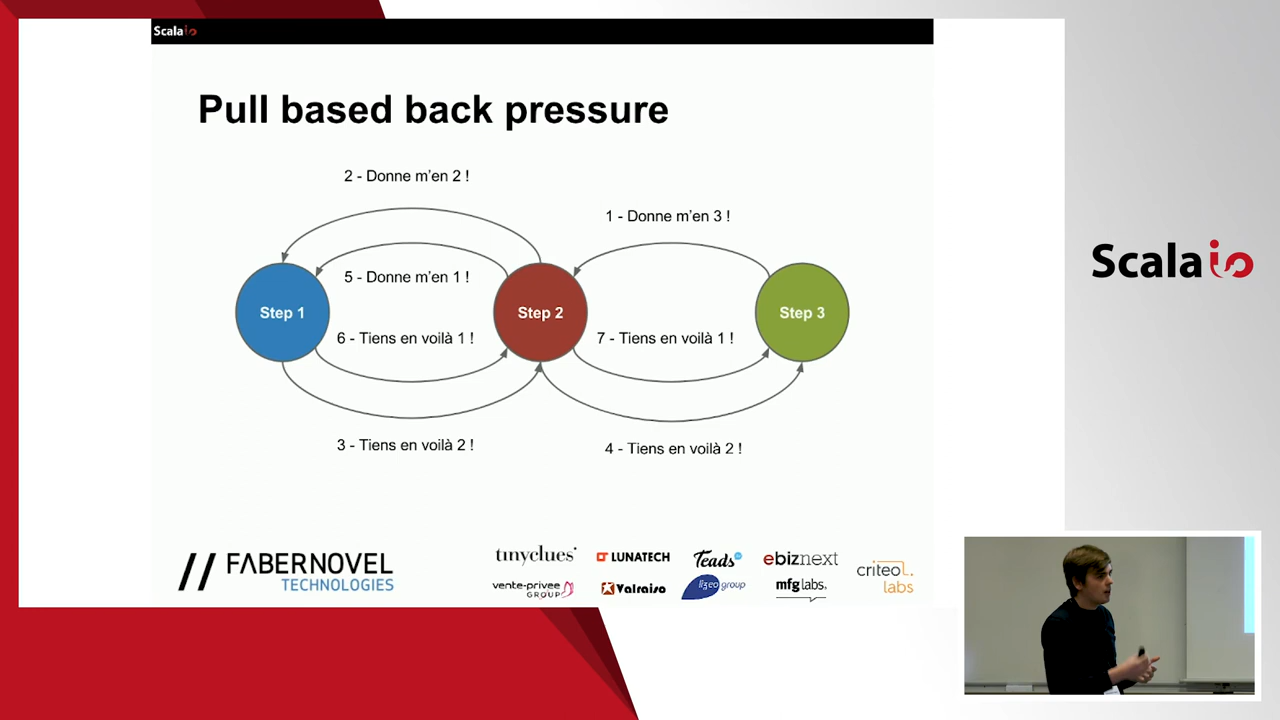 Scala io
Pull based back pressure
2 - Donne m'en 2 !
1 - Donne m'en 3 !
5 - Donne m'en 1 !
Step 1
Step 2
Step 3
6 - Tiens en voilà 1 !
7 - Tiens en voilà 1 !
3 - Tiens en voilà 2 !
4 - Tiens en voilà 2 !
Scala io
// FABERNOVEL
TECHNOLOGIES
tinyclues
LUNATECH
Teads
ebiznext
criteo
labs
vente-privee
GROUP
Valraiso
lizeo group
mfg labs.